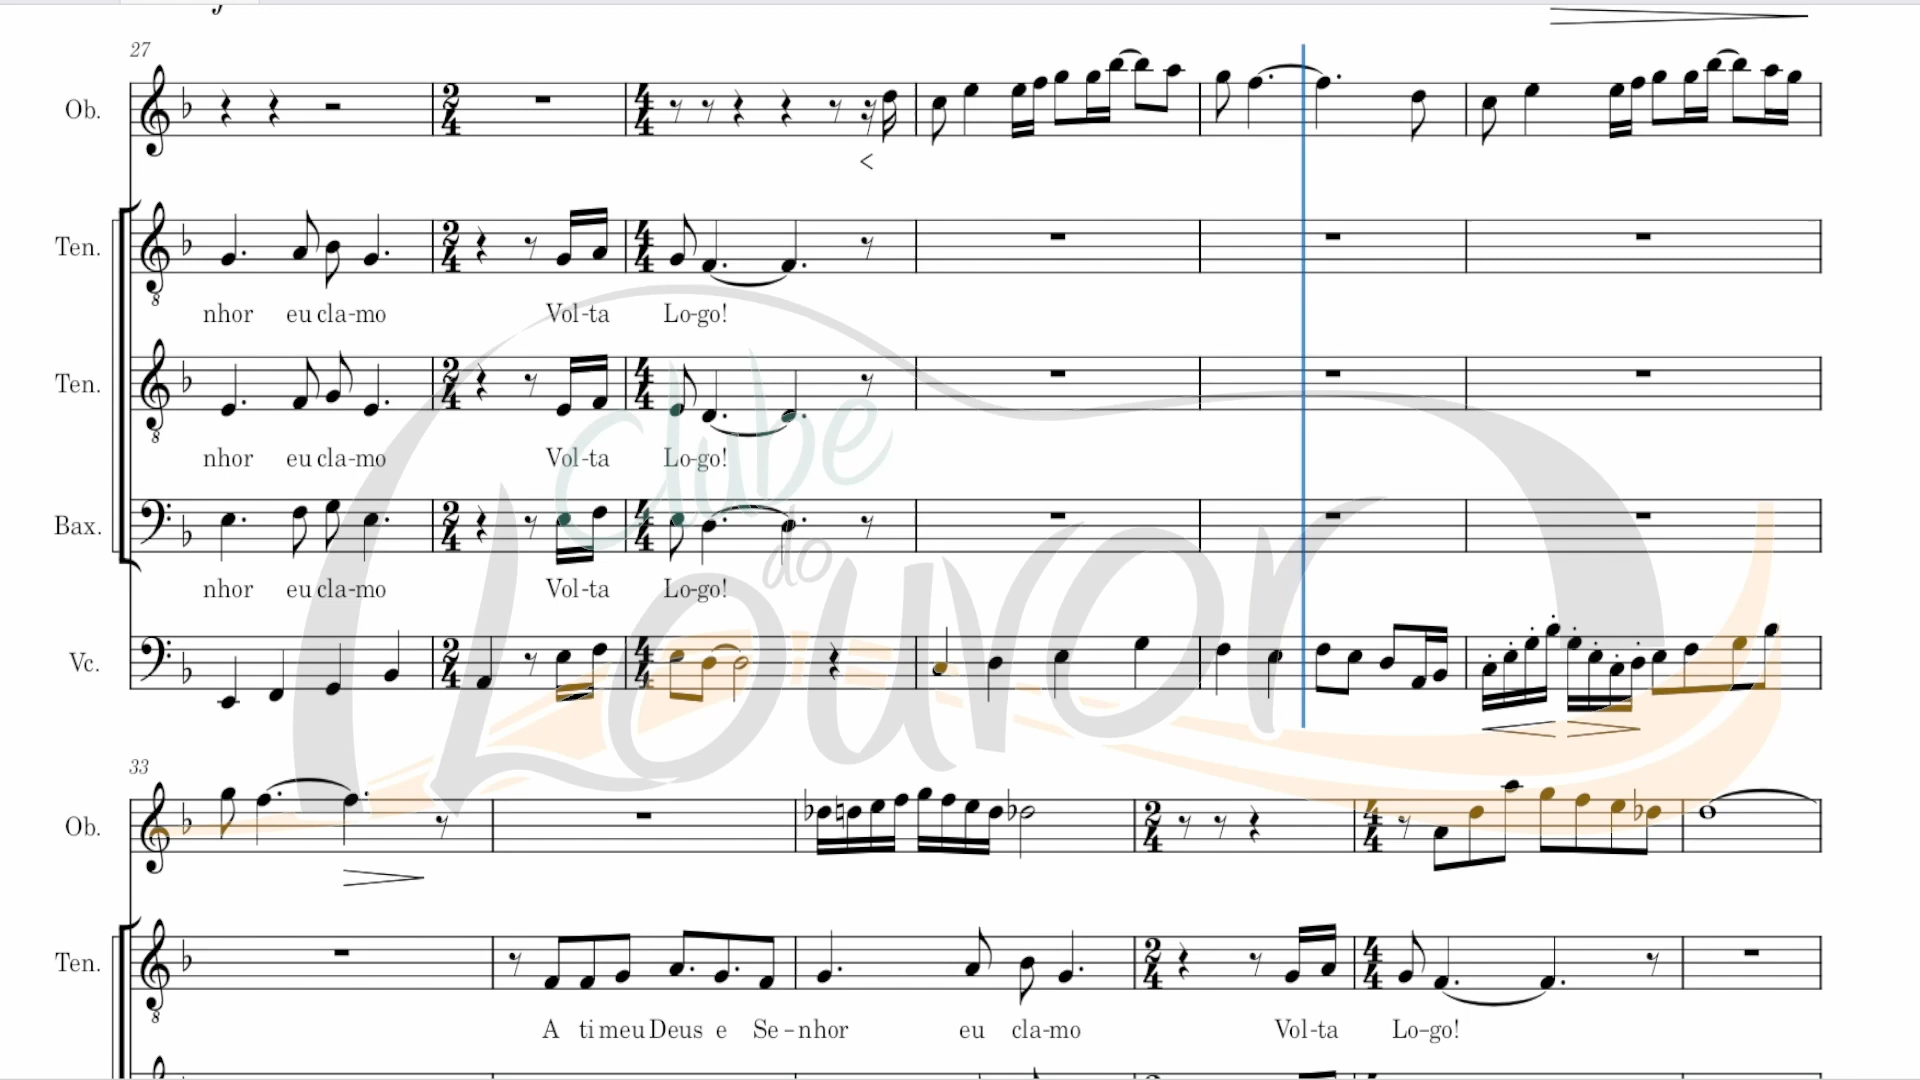 27
Ob.
Ten.
nhor eu cla-mo Vol-ta Lo-go!
Ten.
nhor eu cla-mo Vol-ta Lo-go!
Bax.
nhor eu cla-mo Vol-ta Lo-go!
Vc.
clube
do
Louvor
33
Ob.
Ten.
A ti meu Deus e Se-nhor eu cla-mo Vol-ta Lo-go!